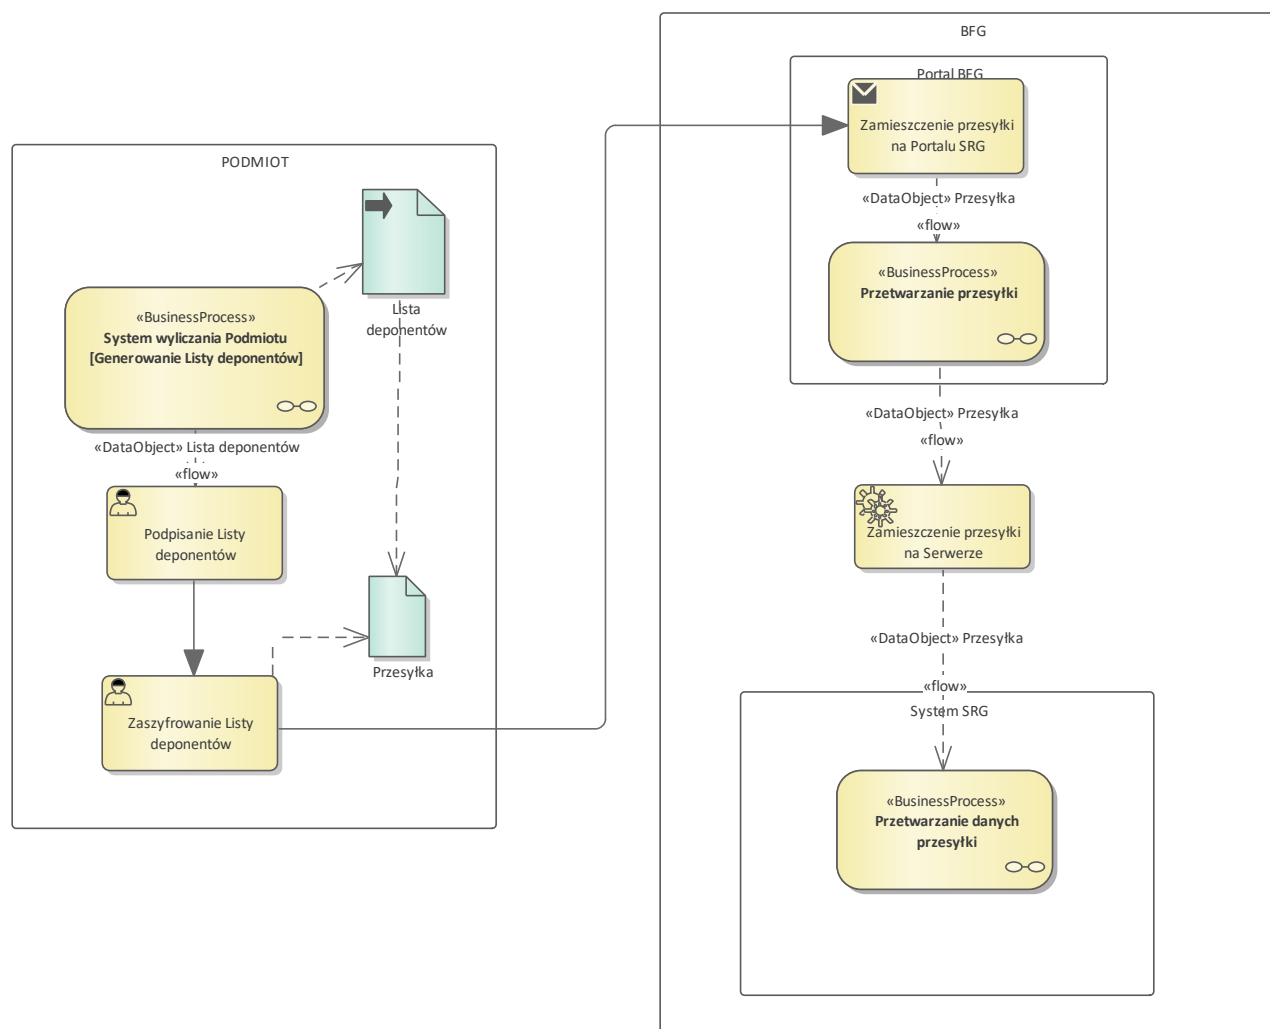 PODMIOT
Lista
deponentów
«BusinessProcess»
System wyliczania Podmiotu
[Generowanie Listy deponentów]
«DataObject» Lista deponentów
«flow»
Podpisanie Listy
deponentów
Przesyłka
Zaszyfrowanie Listy
deponentów
BFG
Portal BFG
Zamieszczenie przesyłki
na Portalu SRG
«DataObject» Przesyłka
«flow»
«BusinessProcess»
Przetwarzanie przesyłki
«DataObject» Przesyłka
«flow»
Zamieszczenie przesyłki
na Serwerze
«DataObject» Przesyłka
«flow»
System SRG
«BusinessProcess»
Przetwarzanie danych
przesyłki